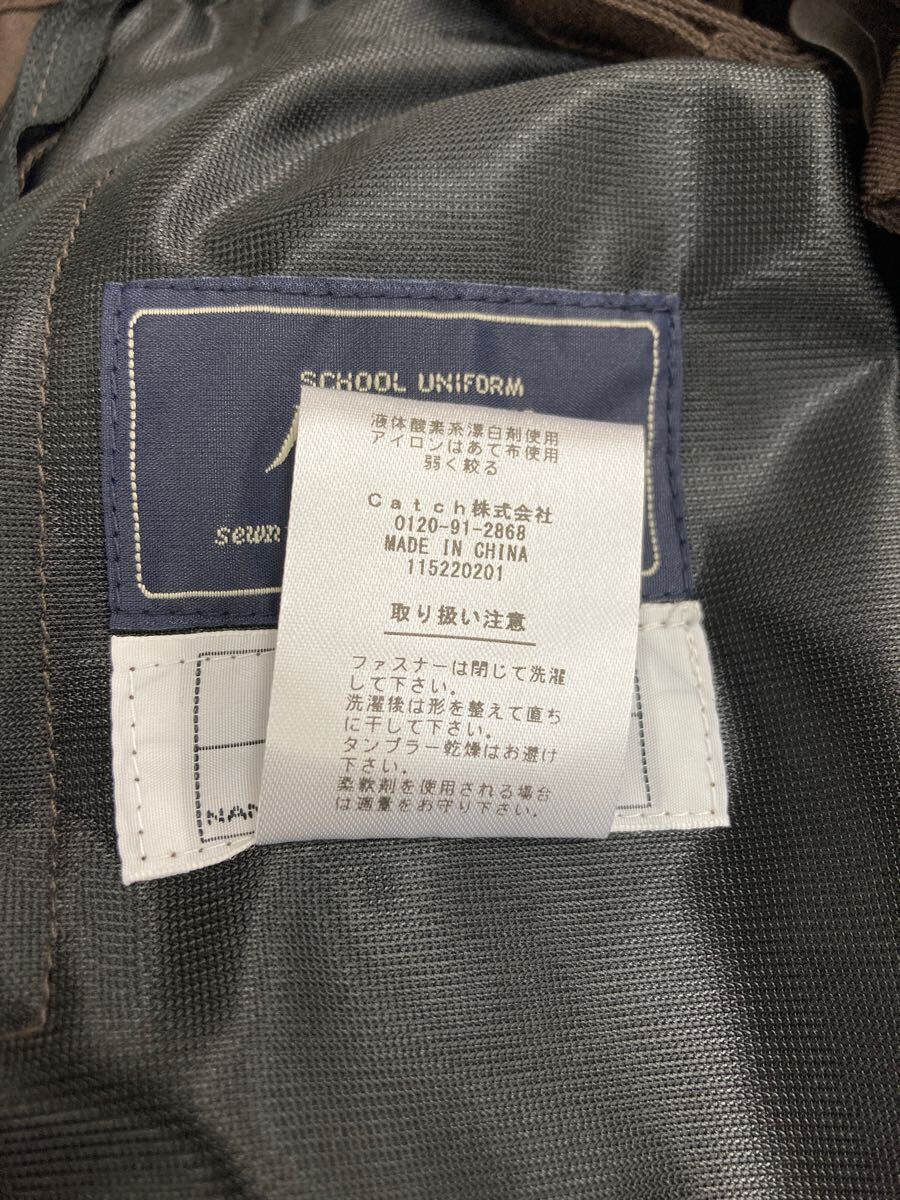 SCHOOL UNIFORM
sewn
液体酸素系漂白剤使用
アイロンはあて布使用
弱く絞る
Catch株式会社
0120-91-2868
MADE IN CHINA
115220201
取り扱い注意
ファスナーは閉じて洗濯
して下さい。
洗濯後は形を整えて直ち
に干して下さい。
タンブラー乾燥はお避け
下さい。
柔軟剤を使用される場合
は適量をお守り下さい。